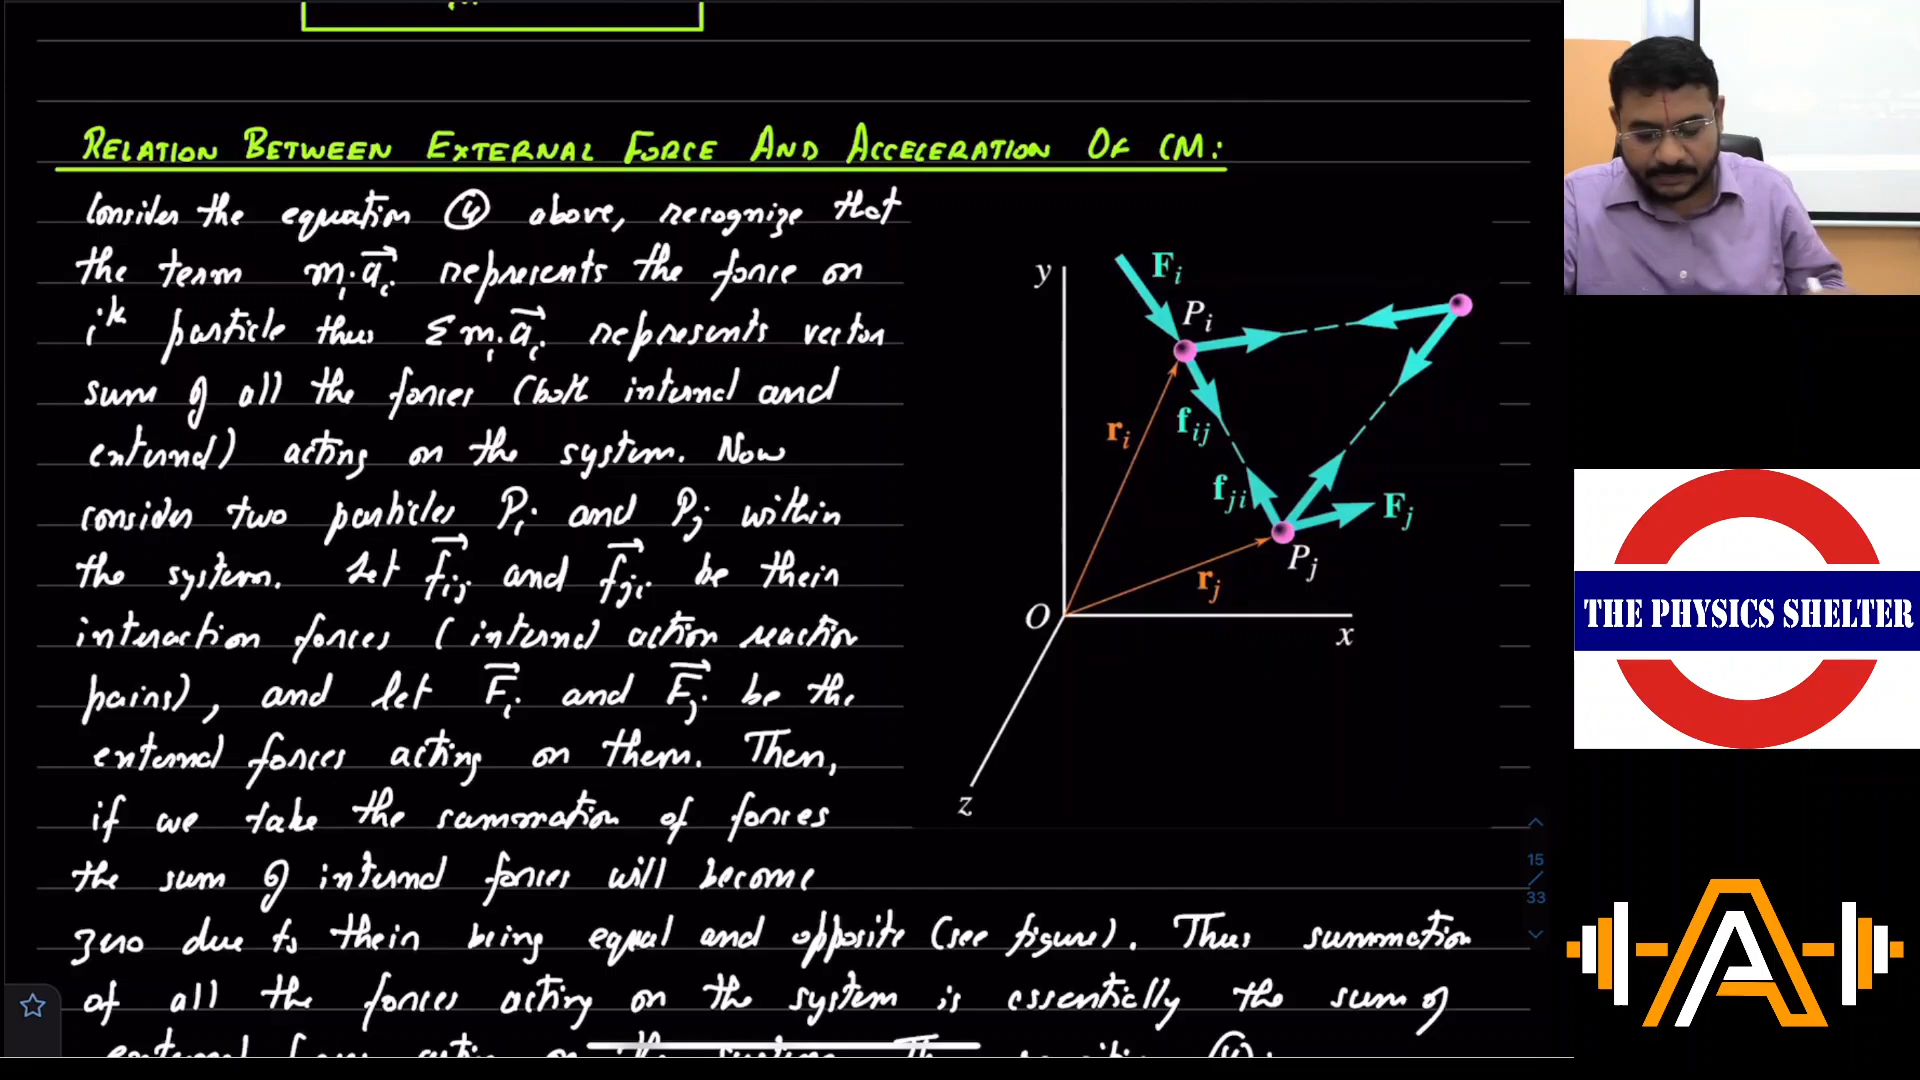 RELATION BETWEEN EXTERNAL FORCE AND ACCELERATION OF CM:
Consider the equation ④ above, recognize that
the term mᵢaᵢ represents the force on
iᵗʰ particle thus Σmᵢaᵢ represents vector
sum of all the forces (both internal and
external) acting on the system. Now
consider two particles Pᵢ and Pⱼ within
the system. Let fᵢⱼ and fⱼᵢ be their
interaction forces (internal action reaction
pairs), and let Fᵢ and Fⱼ be the
external forces acting on them. Then,
if we take the summation of forces
the sum of internal forces will become
zero due to their being equal and opposite (see figure). Thus summation
of all the forces acting on the system is essentially the sum of
y
Fᵢ
Pᵢ
rᵢ
fᵢⱼ
fⱼᵢ
Fⱼ
Pⱼ
rⱼ
O
x
z
15
33
THE PHYSICS SHELTER
A